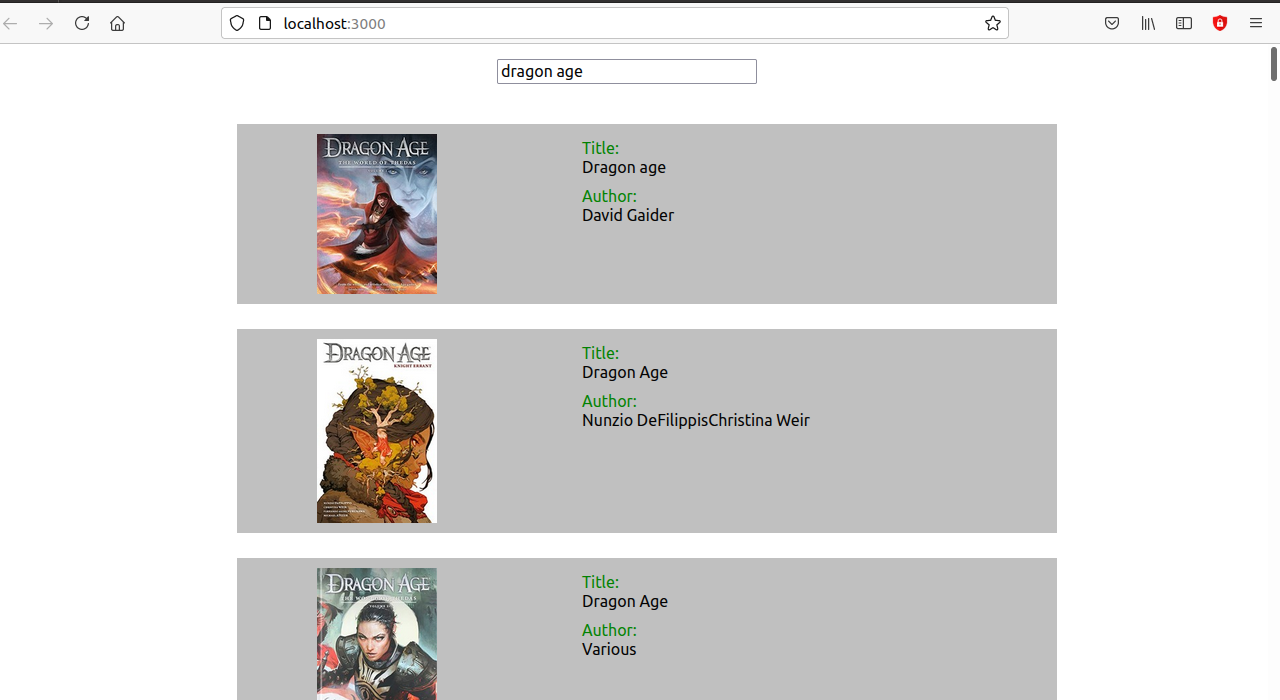 localhost:3000
dragon age
DRAGON AGE
THE WORLD OF THEDAS
Title:
Dragon age
Author:
David Gaider
DRAGON AGE
KNIGHT ERRANT
Title:
Dragon Age
Author:
Nunzio DeFilippisChristina Weir
DRAGON AGE
THE WORLD OF THEDAS
Title:
Dragon Age
Author:
Various